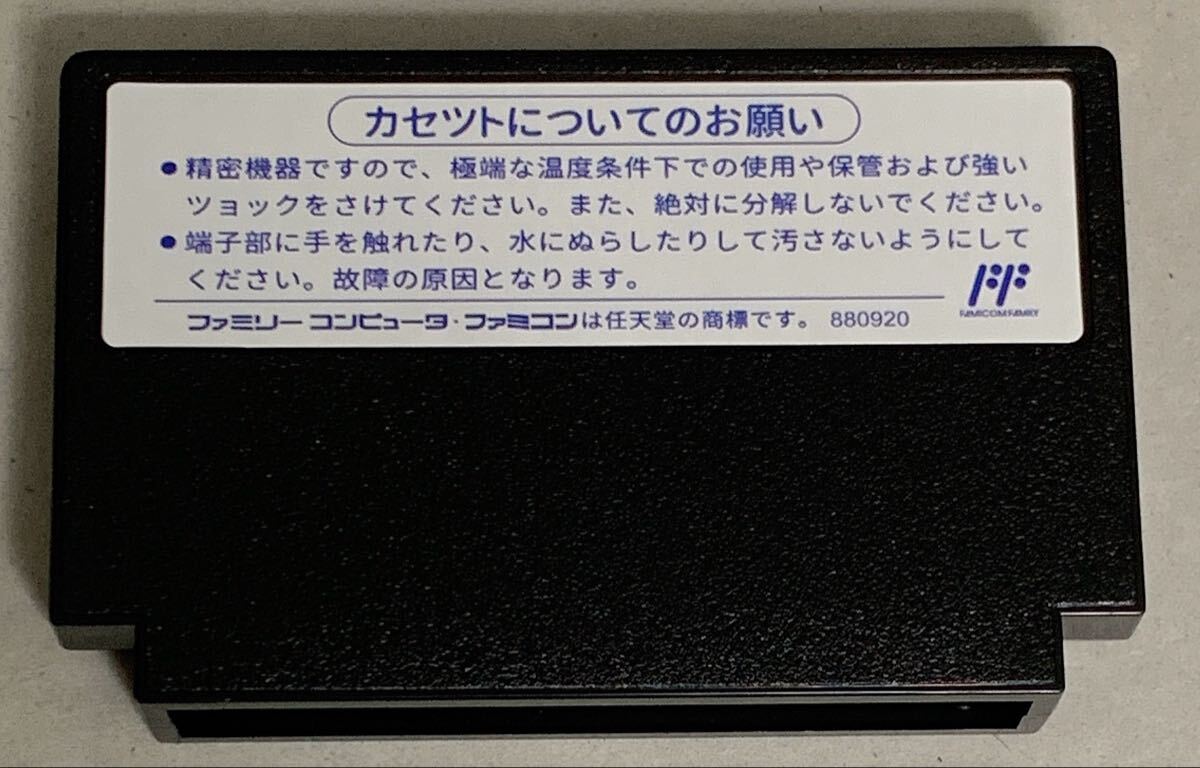 カセツトについてのお願い
●精密機器ですので、極端な温度条件下での使用や保管および強い
ツョックをさけてください。また、絶対に分解しないでください。
●端子部に手を触れたり、水にぬらしたりして汚さないようにして
ください。故障の原因となります。
FF
FAMICOMFAMIRY
ファミリーコンピュータ・ファミコンは任天堂の商標です。 880920